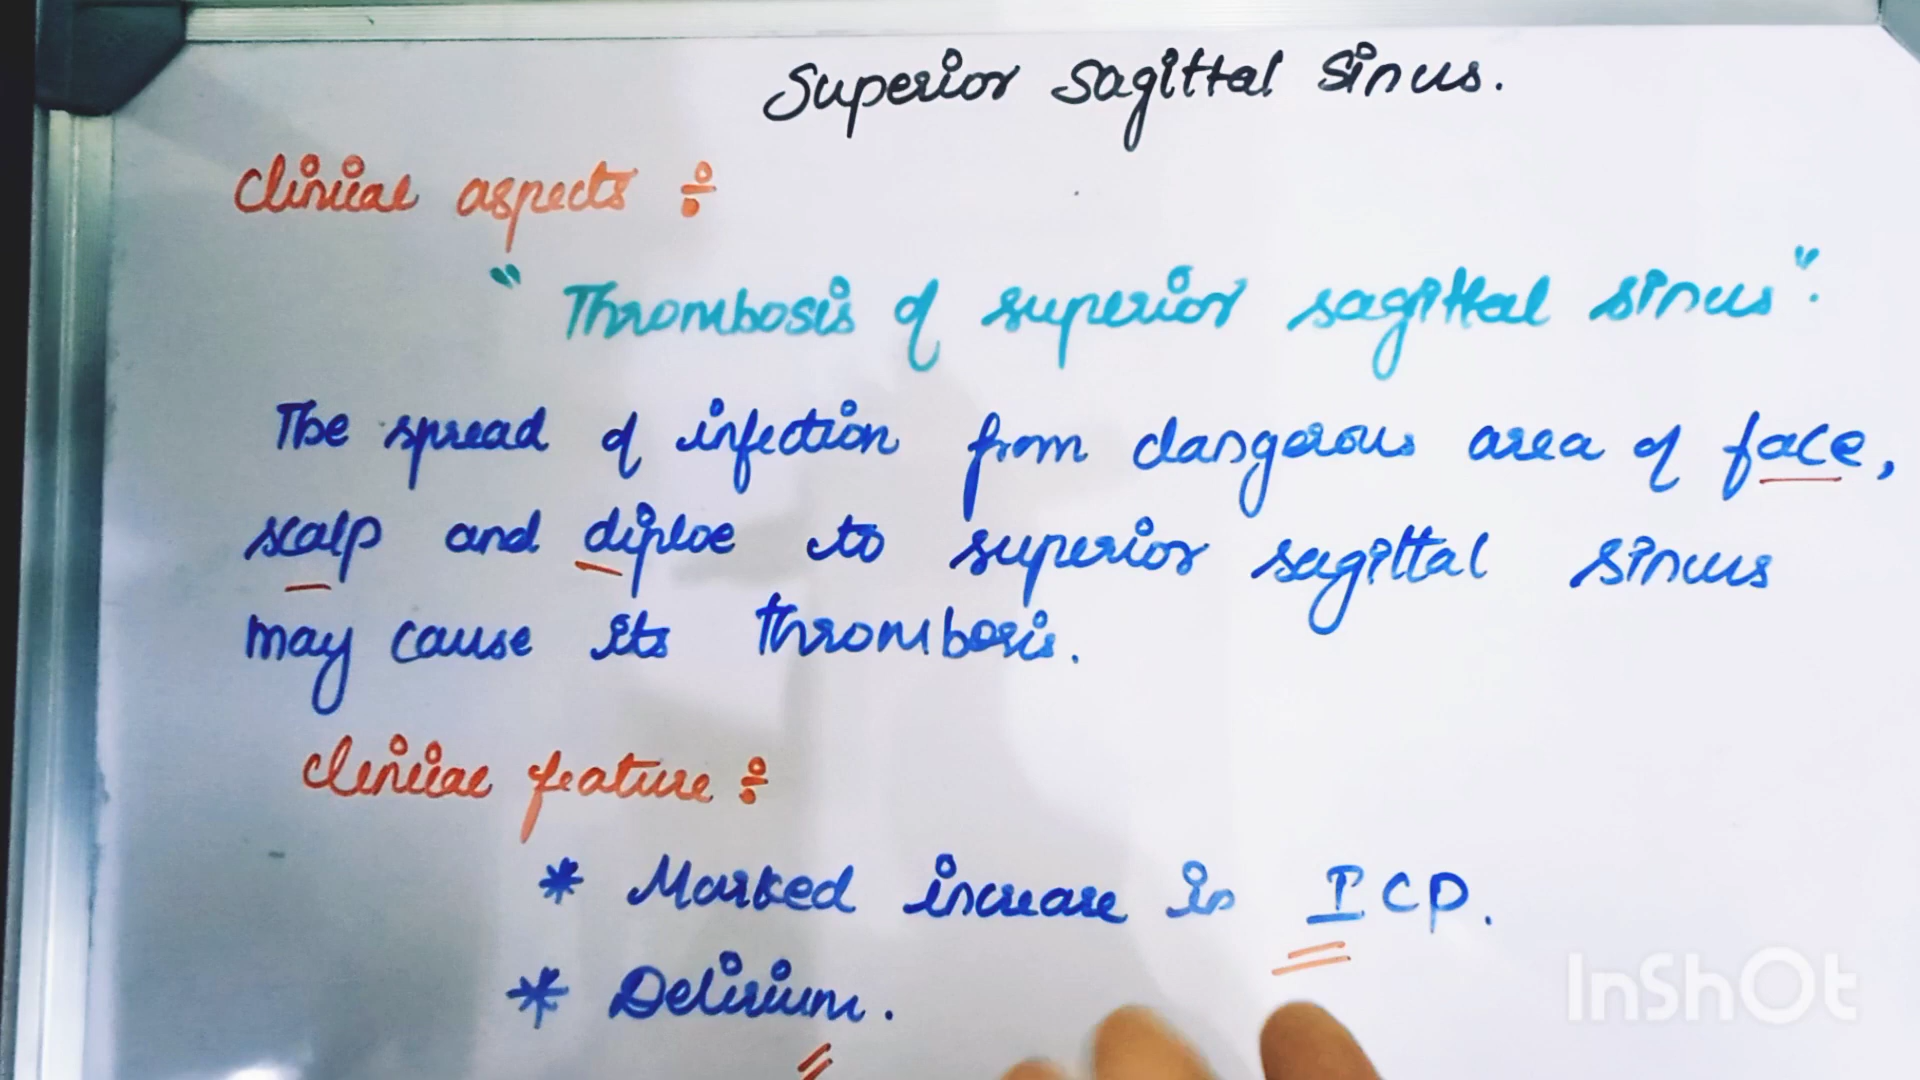 Superior Sagittal Sinus.
Clinical aspects ÷
"Thrombosis of superior sagittal sinus".
The spread of infection from dangerous area of face,
scalp and diploe to superior sagittal sinus
may cause its thrombosis.
Clinical feature ÷
* Marked increase in ICP.
* Delirium.
InShOt